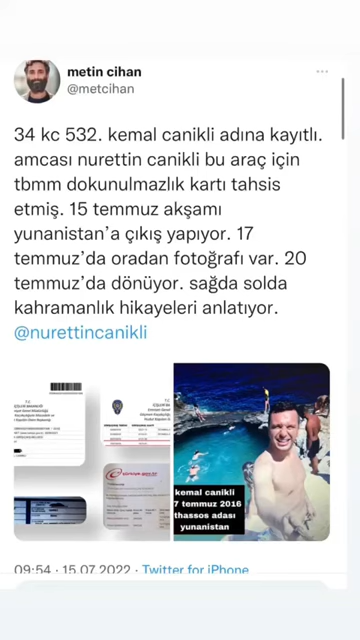 metin cihan
@metcihan
34 kc 532. kemal canikli adına kayıtlı.
amcası nurettin canikli bu araç için
tbmm dokunulmazlık kartı tahsis
etmiş. 15 temmuz akşamı
yunanistan'a çıkış yapıyor. 17
temmuz'da oradan fotoğrafı var. 20
temmuz'da dönüyor. sağda solda
kahramanlık hikayeleri anlatıyor.
@nurettincanikli
T.C.
kemal canikli
7 temmuz 2016
thassos adası
yunanistan
09:54 · 15.07.2022 · Twitter for iPhone